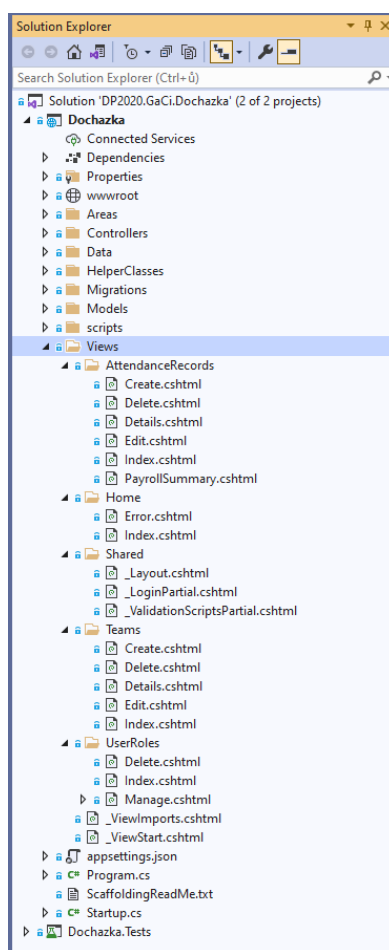 Solution Explorer
Search Solution Explorer (Ctrl+ů)
Solution 'DP2020.GaCi.Dochazka' (2 of 2 projects)
Dochazka
Connected Services
Dependencies
Properties
wwwroot
Areas
Controllers
Data
HelperClasses
Migrations
Models
scripts
Views
AttendanceRecords
Create.cshtml
Delete.cshtml
Details.cshtml
Edit.cshtml
Index.cshtml
PayrollSummary.cshtml
Home
Error.cshtml
Index.cshtml
Shared
_Layout.cshtml
_LoginPartial.cshtml
_ValidationScriptsPartial.cshtml
Teams
Create.cshtml
Delete.cshtml
Details.cshtml
Edit.cshtml
Index.cshtml
UserRoles
Delete.cshtml
Index.cshtml
Manage.cshtml
_ViewImports.cshtml
_ViewStart.cshtml
appsettings.json
C# Program.cs
ScaffoldingReadMe.txt
C# Startup.cs
Dochazka.Tests